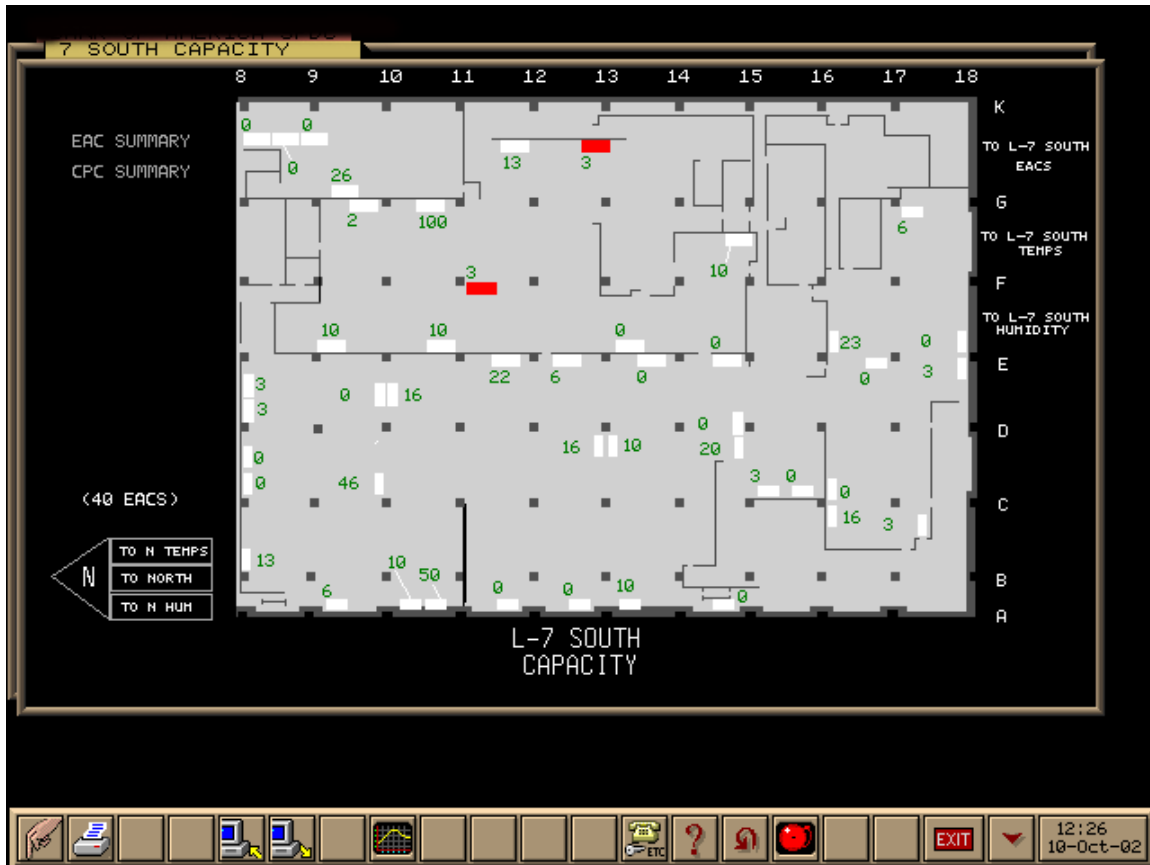 7 SOUTH CAPACITY
8 9 10 11 12 13 14 15 16 17 18
K
EAC SUMMARY
CPC SUMMARY
0 0
0
13 3
TO L-7 SOUTH
EACS
26
G
2 100
6
TO L-7 SOUTH
TEMPS
10
3
F
TO L-7 SOUTH
HUMIDITY
10 10 0 0
23 0
E
22 6 0
0 3
3
0 16
3
0
D
16 10
20
0
0
46
3 0
0
(40 EACS)
16 3
C
13
10
50
TO N TEMPS
N
TO NORTH
TO N HUM
6
0 0 10 0
B
A
L-7 SOUTH
CAPACITY
ETC
EXIT
12:26
10-Oct-02